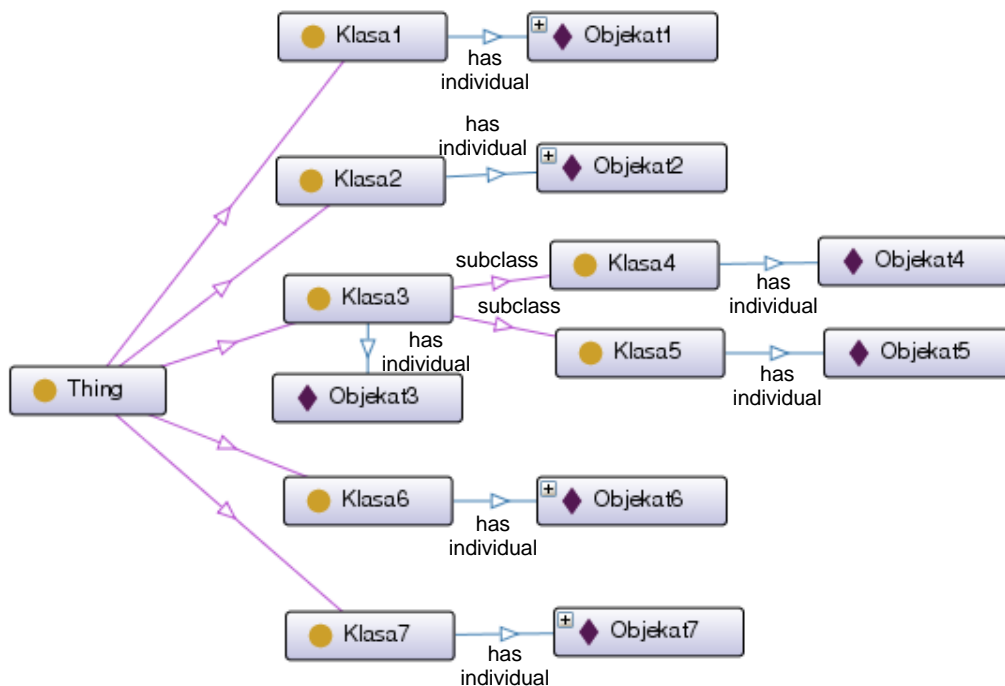 Klasa1
Objekat1
has
individual
has
individual
Klasa2
Objekat2
subclass
Klasa4
Objekat4
has
individual
Klasa3
subclass
Klasa5
Objekat5
has
individual
has
individual
Thing
Objekat3
Klasa6
Objekat6
has
individual
Klasa7
Objekat7
has
individual